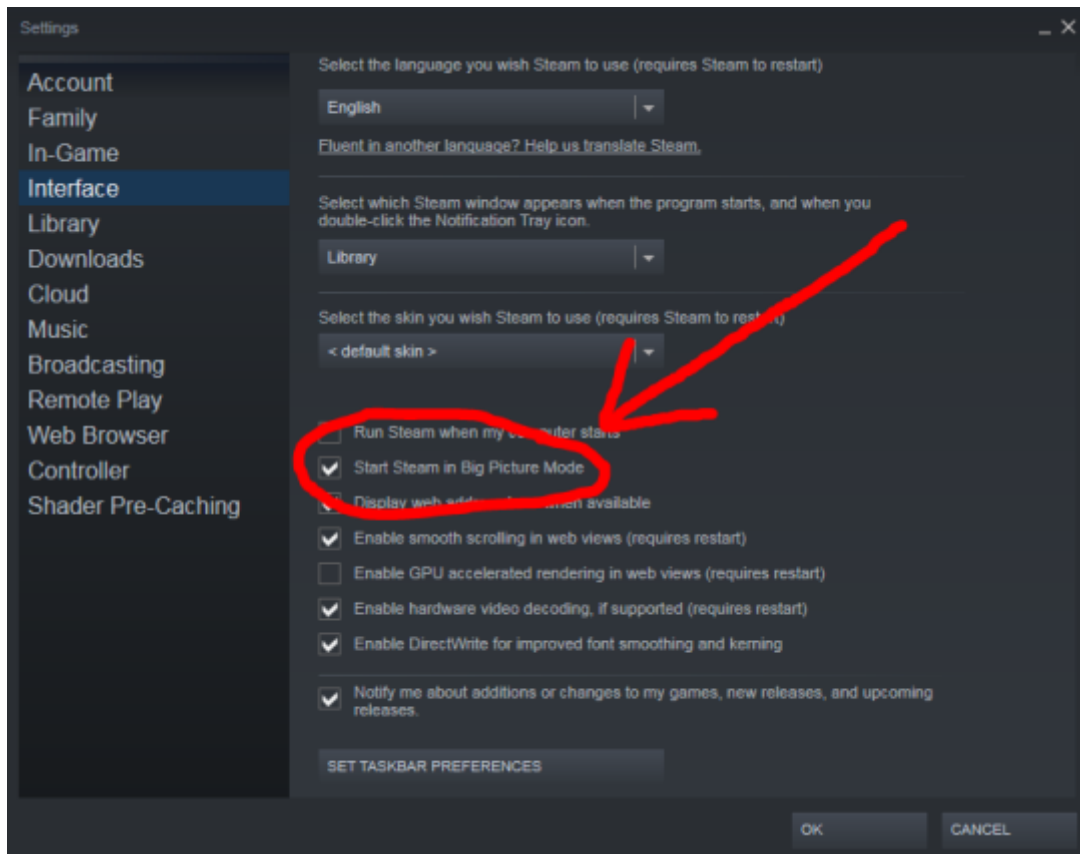 Settings
Account
Family
In-Game
Interface
Library
Downloads
Cloud
Music
Broadcasting
Remote Play
Web Browser
Controller
Shader Pre-Caching
Select the language you wish Steam to use (requires Steam to restart)
English
Fluent in another language? Help us translate Steam.
Select which Steam window appears when the program starts, and when you
double-click the Notification Tray icon.
Library
Select the skin you wish Steam to use (requires Steam to restart)
< default skin >
Run Steam when my computer starts
Start Steam in Big Picture Mode
Display web address when available
Enable smooth scrolling in web views (requires restart)
Enable GPU accelerated rendering in web views (requires restart)
Enable hardware video decoding, if supported (requires restart)
Enable DirectWrite for improved font smoothing and kerning
Notify me about additions or changes to my games, new releases, and upcoming
releases.
SET TASKBAR PREFERENCES
OK
CANCEL